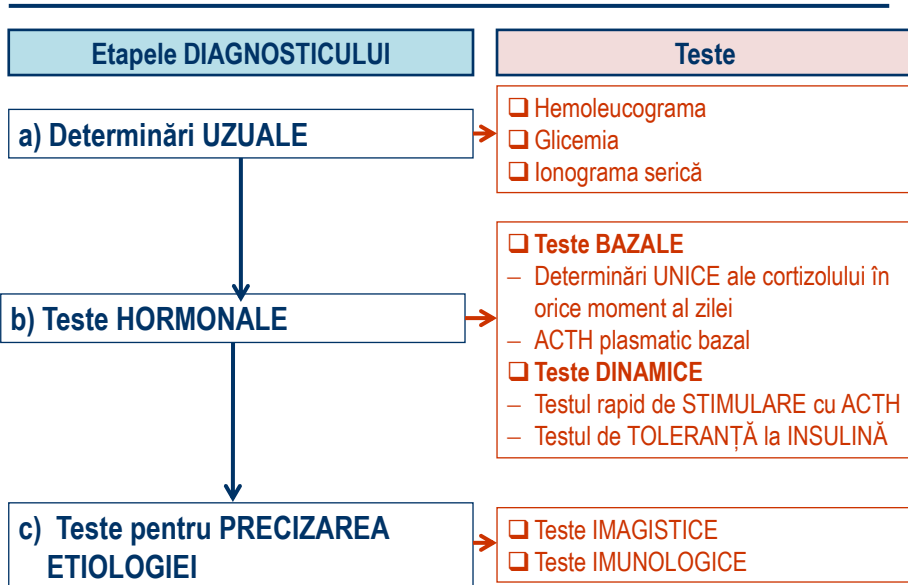 Etapele DIAGNOSTICULUI
Teste
a) Determinări UZUALE
❑ Hemoleucograma
❑ Glicemia
❑ Ionograma serică
b) Teste HORMONALE
❑ Teste BAZALE
– Determinări UNICE ale cortizolului în
orice moment al zilei
– ACTH plasmatic bazal
❑ Teste DINAMICE
– Testul rapid de STIMULARE cu ACTH
– Testul de TOLERANȚĂ la INSULINĂ
c) Teste pentru PRECIZAREA
ETIOLOGIEI
❑ Teste IMAGISTICE
❑ Teste IMUNOLOGICE